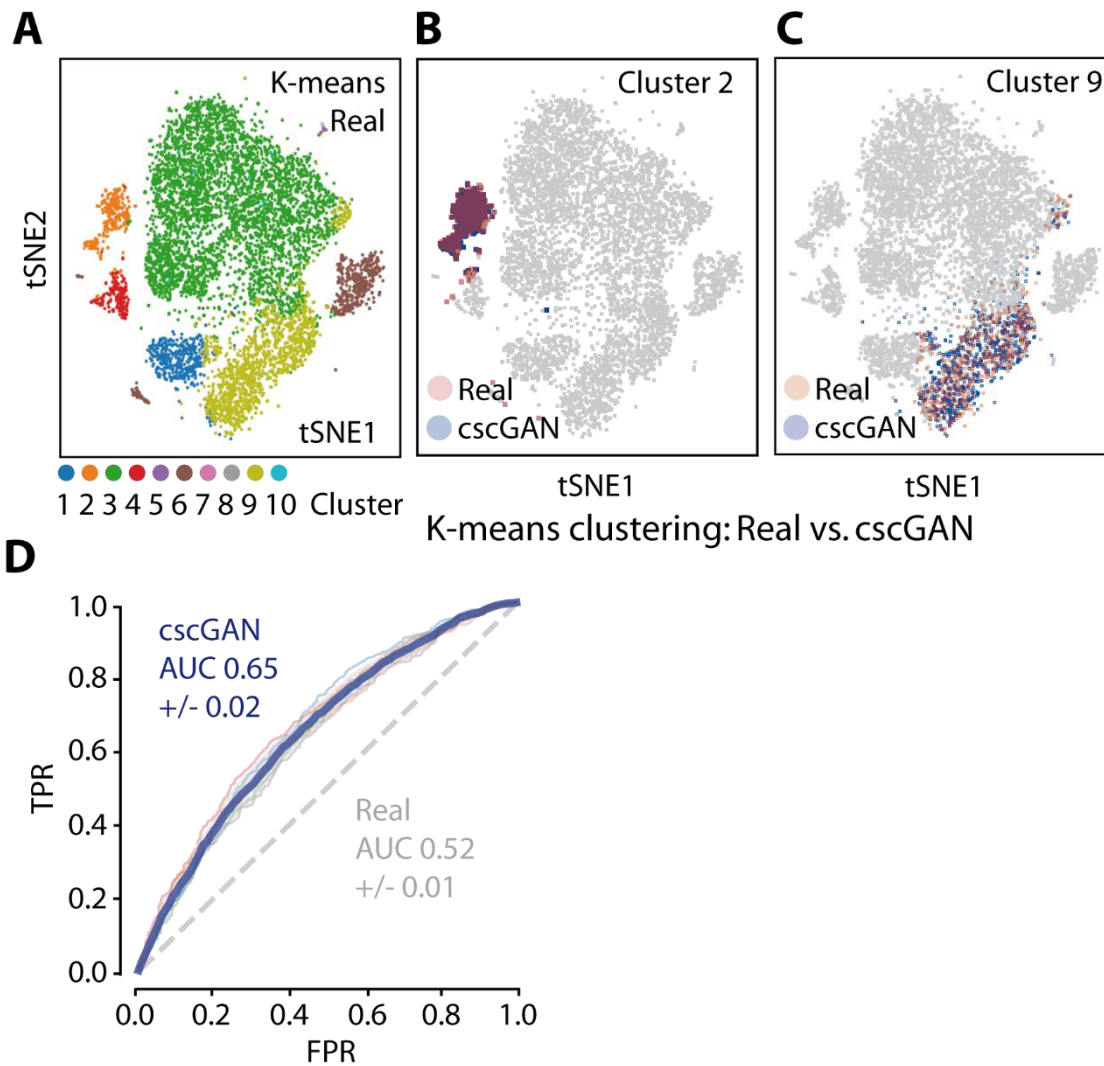 A
K-means
Real
tSNE2
tSNE1
1 2 3 4 5 6 7 8 9 10 Cluster
B
Cluster 2
Real
cscGAN
tSNE1
C
Cluster 9
Real
cscGAN
tSNE1
K-means clustering: Real vs. cscGAN
D
1.0
0.8
0.6
0.4
0.2
0.0
TPR
cscGAN
AUC 0.65
+/- 0.02
Real
AUC 0.52
+/- 0.01
0.0 0.2 0.4 0.6 0.8 1.0
FPR